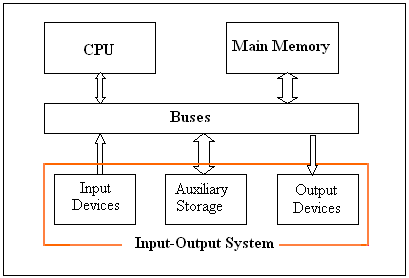 CPU
Main Memory
Buses
Input
Devices
Auxiliary
Storage
Output
Devices
Input-Output System